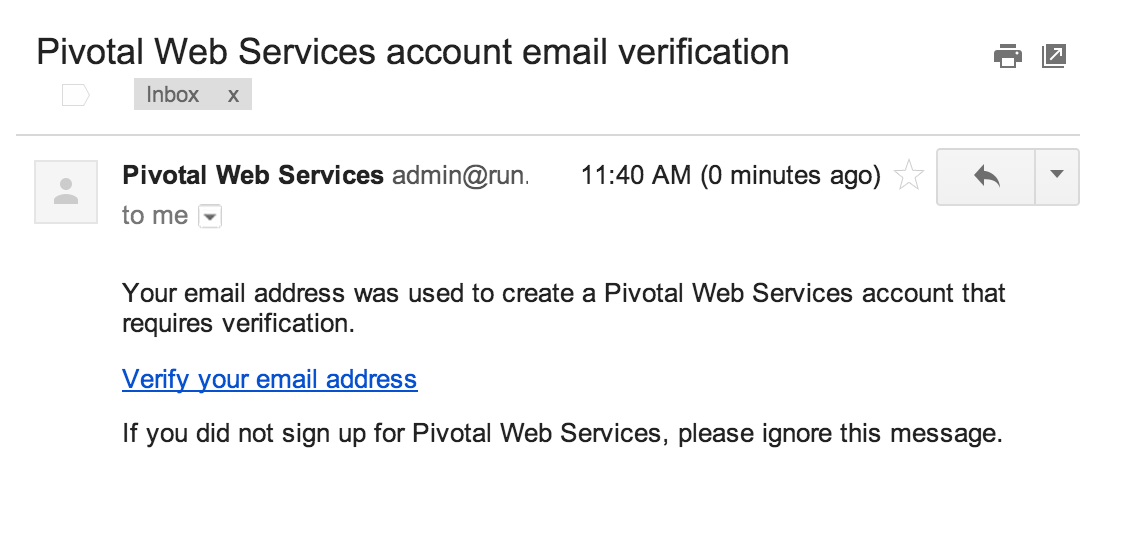 Pivotal Web Services account email verification
Inbox x
Pivotal Web Services admin@run. 11:40 AM (0 minutes ago)
to me
Your email address was used to create a Pivotal Web Services account that
requires verification.
Verify your email address
If you did not sign up for Pivotal Web Services, please ignore this message.